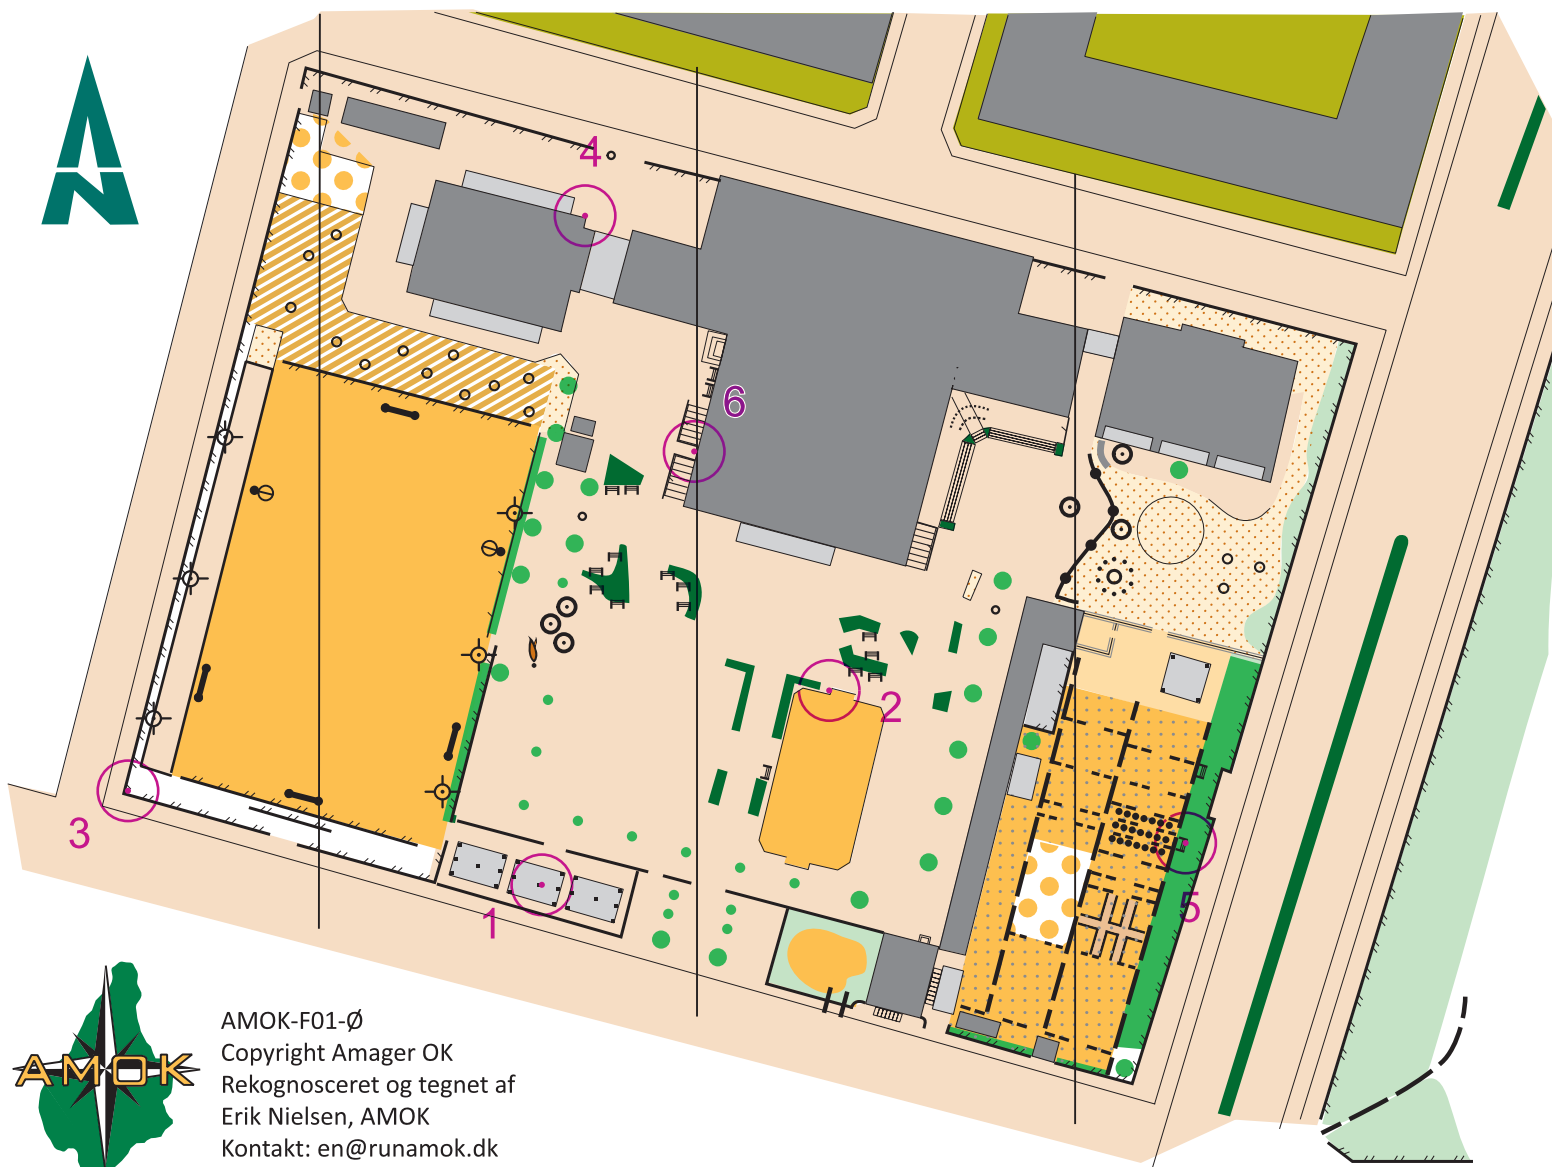 4
6
2
3
1
5
AMOK
AMOK-F01-Ø
Copyright Amager OK
Rekognosceret og tegnet af
Erik Nielsen, AMOK
Kontakt: en@runamok.dk